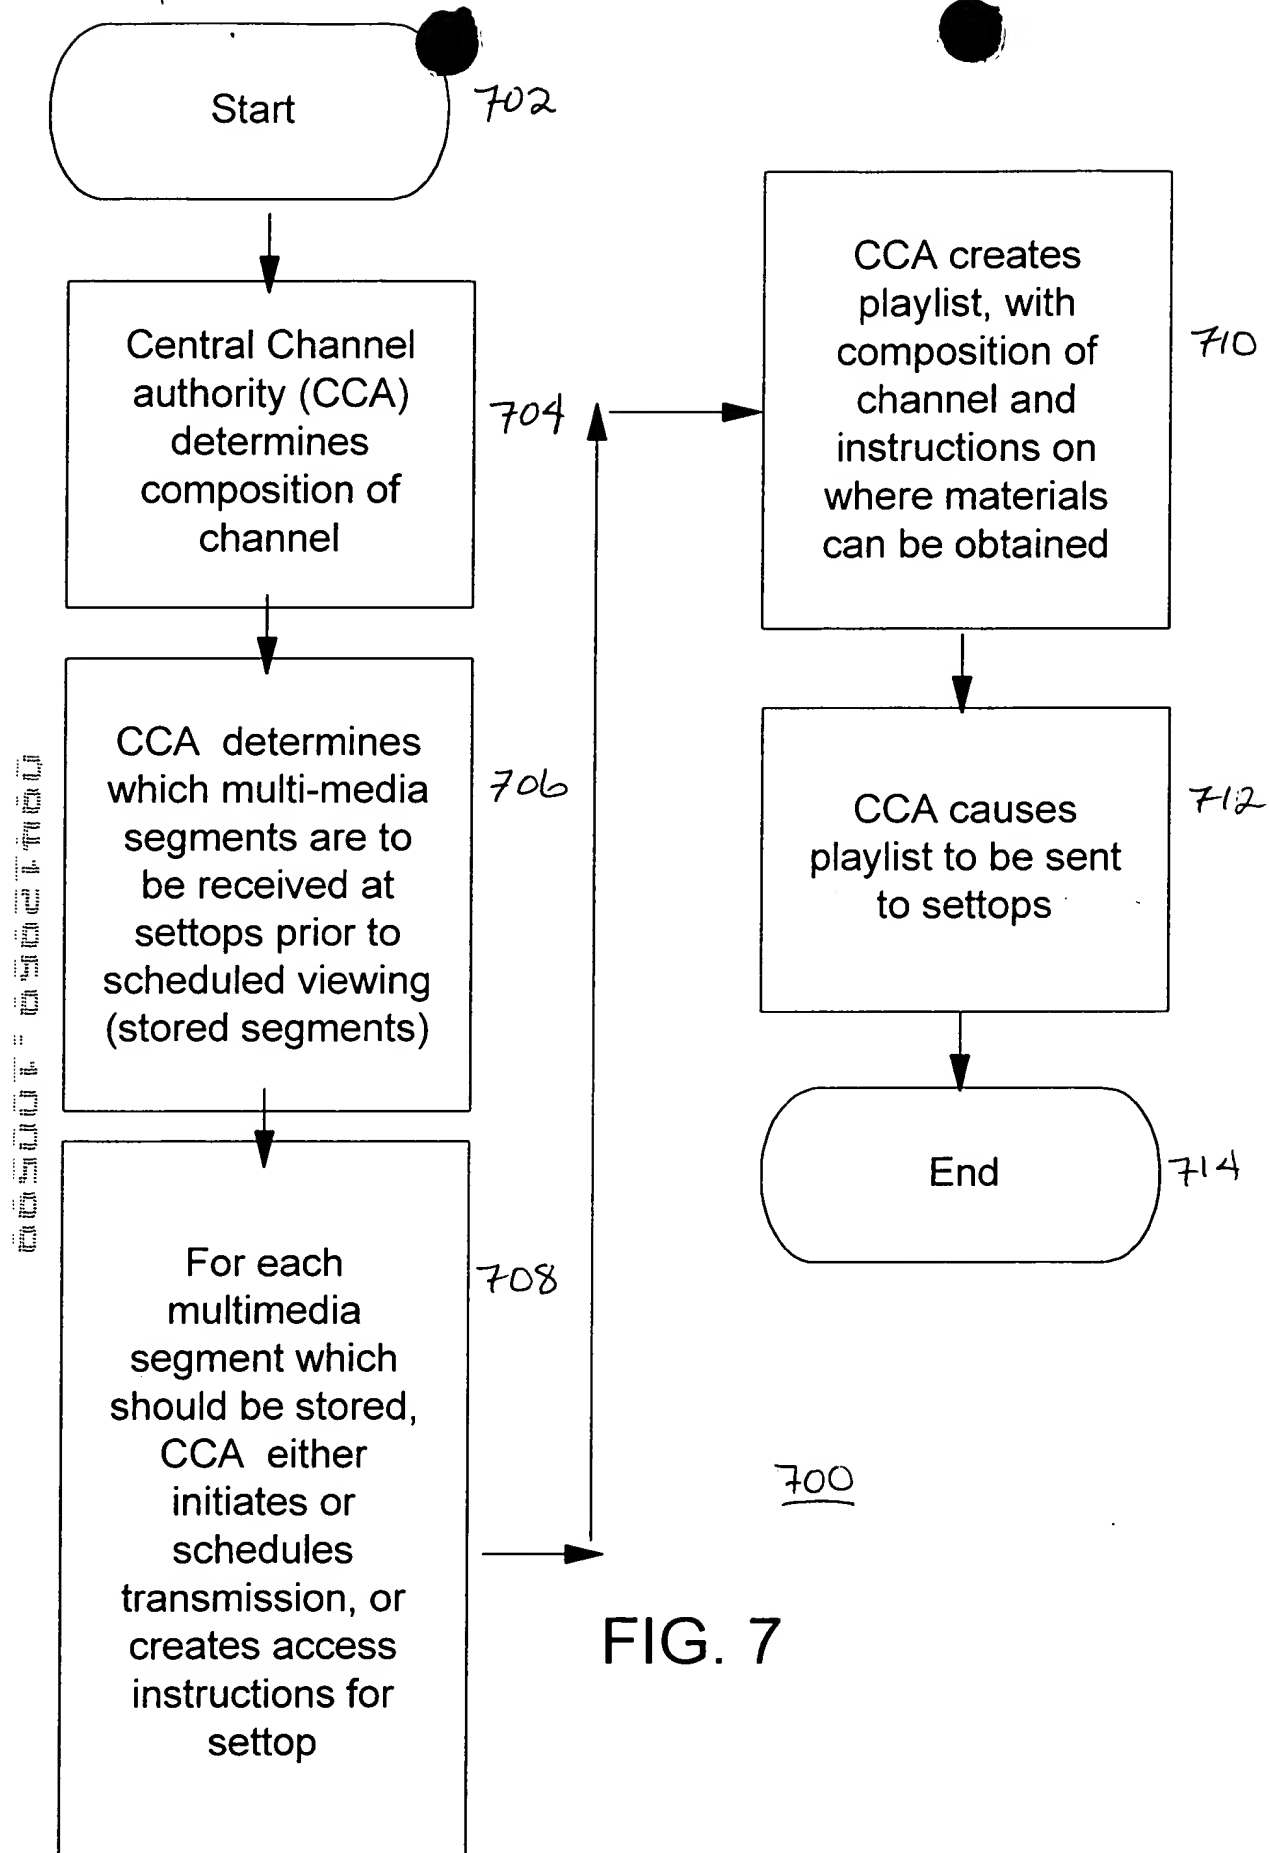 Start
702
Central Channel
authority (CCA)
determines
composition of
channel
704
CCA determines
which multi-media
segments are to
be received at
settops prior to
scheduled viewing
(stored segments)
706
For each
multimedia
segment which
should be stored,
CCA either
initiates or
schedules
transmission, or
creates access
instructions for
settop
708
CCA creates
playlist, with
composition of
channel and
instructions on
where materials
can be obtained
710
CCA causes
playlist to be sent
to settops
712
End
714
700
FIG. 7